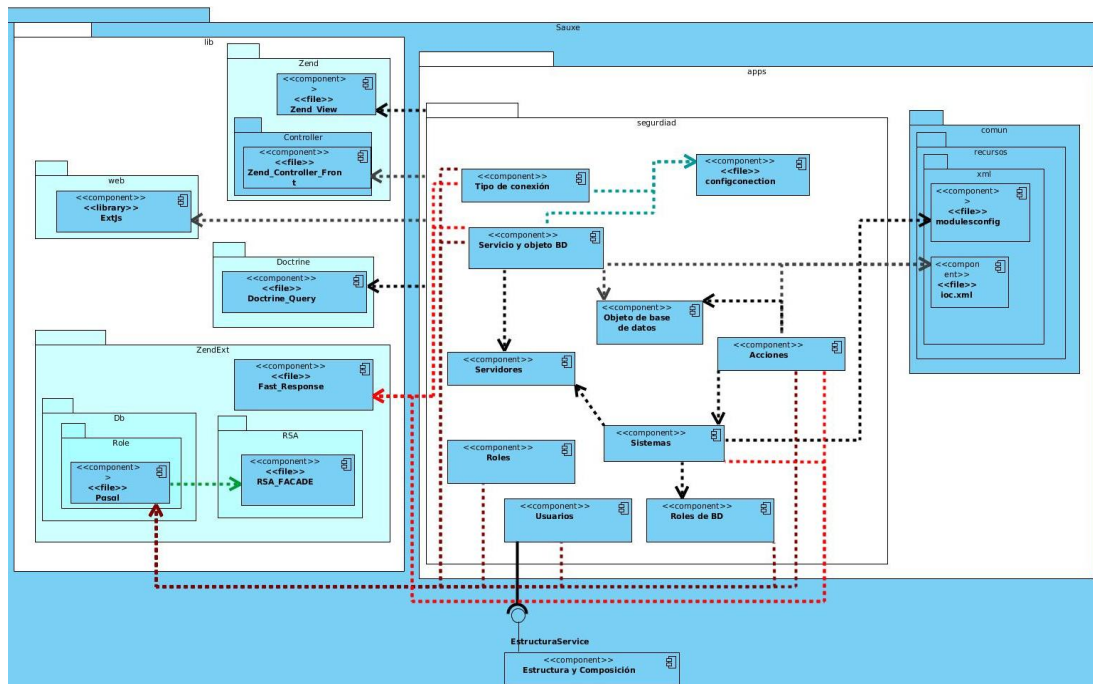 Sauxe
lib
Zend
<<component>
>
<<file>>
Zend_View
Controller
<<component>>
<<file>>
Zend_Controller_Fron
t
web
<<component>>
<<library>>
ExtJs
Doctrine
<<component>>
<<file>>
Doctrine_Query
ZendExt
<<component>>
<<file>>
Fast_Response
Db
Role
<<component>
>
<<file>>
Pgsql
RSA
<<component>>
<<file>>
RSA_FACADE
apps
segurdiad
<<component>>
Tipo de conexión
<<component>>
<<file>>
configconection
<<component>>
Servicio y objeto BD
<<component>>
Objeto de base
de datos
<<component>>
Acciones
<<component>>
Servidores
<<component>>
Sistemas
<<component>>
Roles
<<component>>
Usuarios
<<component>>
Roles de BD
comun
recursos
xml
<<component>
>
<<file>>
modulesconfig
<<compon
ent>>
<<file>>
ioc.xml
EstructuraService
<<component>>
Estructura y Composición